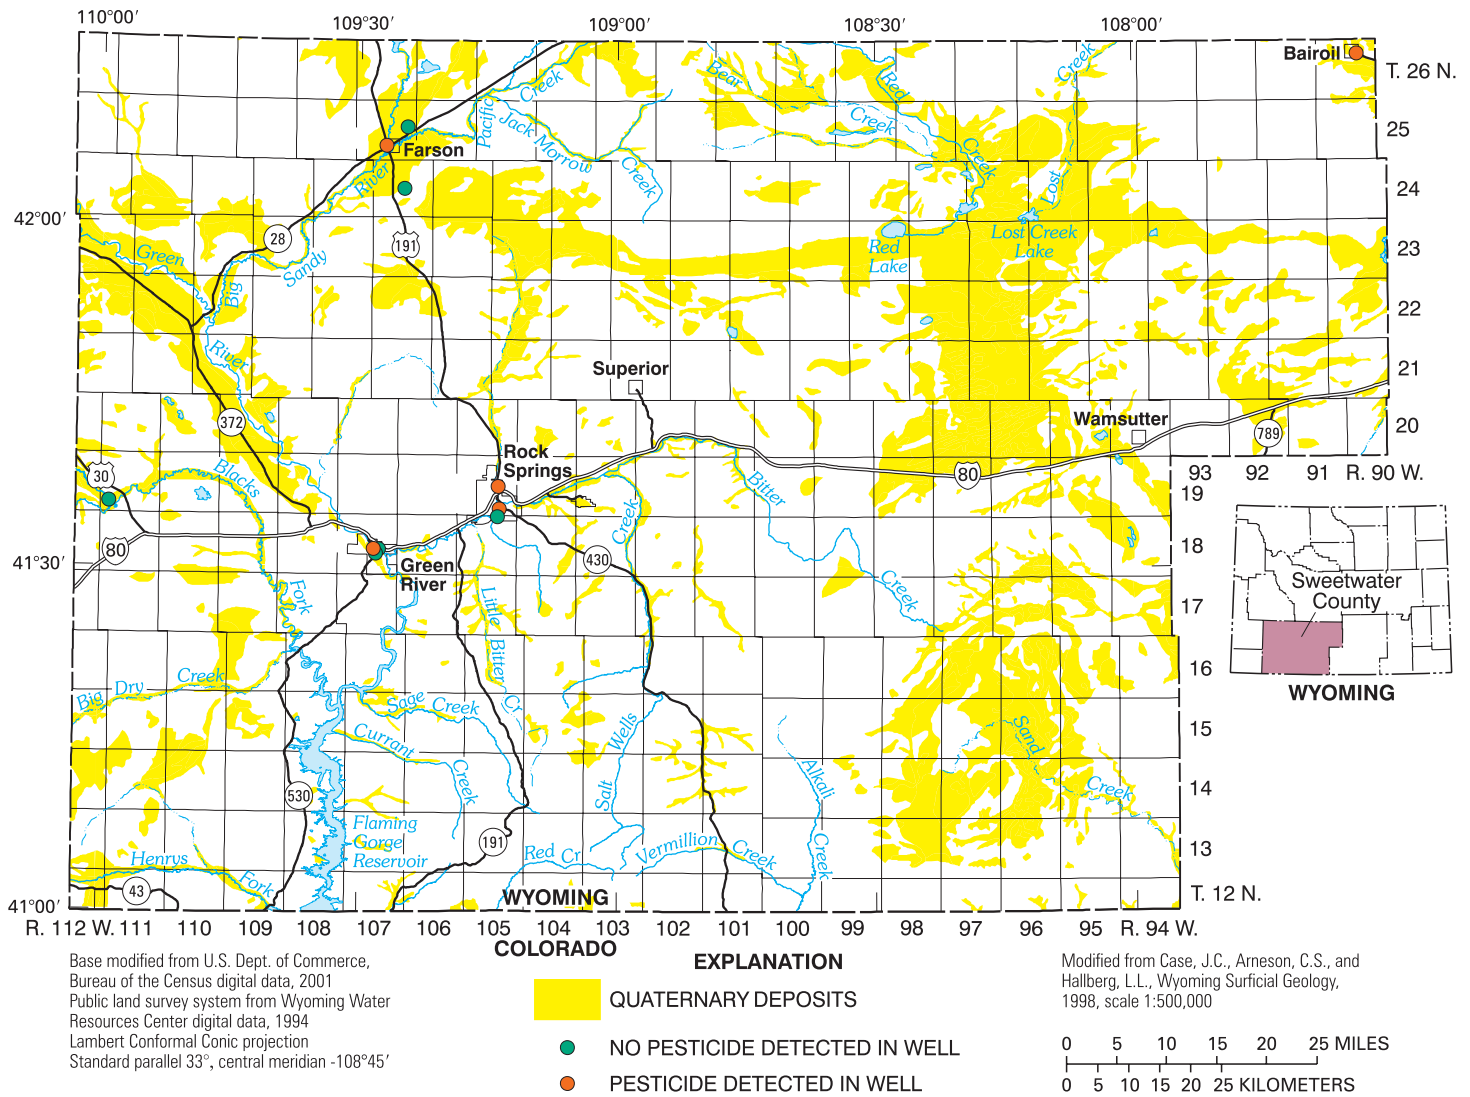 110°00′
109°30′
109°00′
108°30′
108°00′
Bairoil
T. 26 N.
25
24
23
22
21
20
42°00′
41°30′
41°00′
Bear
Creek
Red
Creek
Creek
Lost
Pacific
Creek
Jack Morrow
Creek
Farson
River
Sandy
Big
28
191
Green
River
Red
Lake
Lost Creek
Lake
Superior
Wamsutter
372
789
30
80
80
Rock
Springs
Blacks
Fork
Bitter
Creek
Creek
430
Green
River
Little
Bitter
Cr
93
92
91
R. 90 W.
19
18
17
16
15
14
13
T. 12 N.
Sweetwater
County
WYOMING
Big Dry
Creek
Sage Creek
Currant
Creek
Salt
Wells
Alkali
Creek
Sand
Creek
530
191
Flaming
Gorge
Reservoir
Henrys
Fork
43
Red Cr
Vermillion
Creek
WYOMING
COLORADO
R. 112 W.
111
110
109
108
107
106
105
104
103
102
101
100
99
98
97
96
95
R. 94 W.
Base modified from U.S. Dept. of Commerce,
Bureau of the Census digital data, 2001
Public land survey system from Wyoming Water
Resources Center digital data, 1994
Lambert Conformal Conic projection
Standard parallel 33°, central meridian -108°45′
EXPLANATION
QUATERNARY DEPOSITS
NO PESTICIDE DETECTED IN WELL
PESTICIDE DETECTED IN WELL
Modified from Case, J.C., Arneson, C.S., and
Hallberg, L.L., Wyoming Surficial Geology,
1998, scale 1:500,000
0 5 10 15 20 25 MILES
0 5 10 15 20 25 KILOMETERS